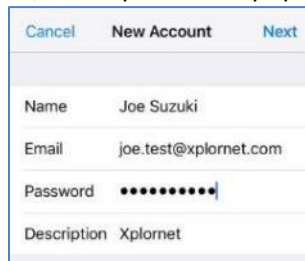 Cancel New Account Next
Name Joe Suzuki
Email joe.test@xplornet.com
Password ●●●●●●●●●●
Description Xplornet